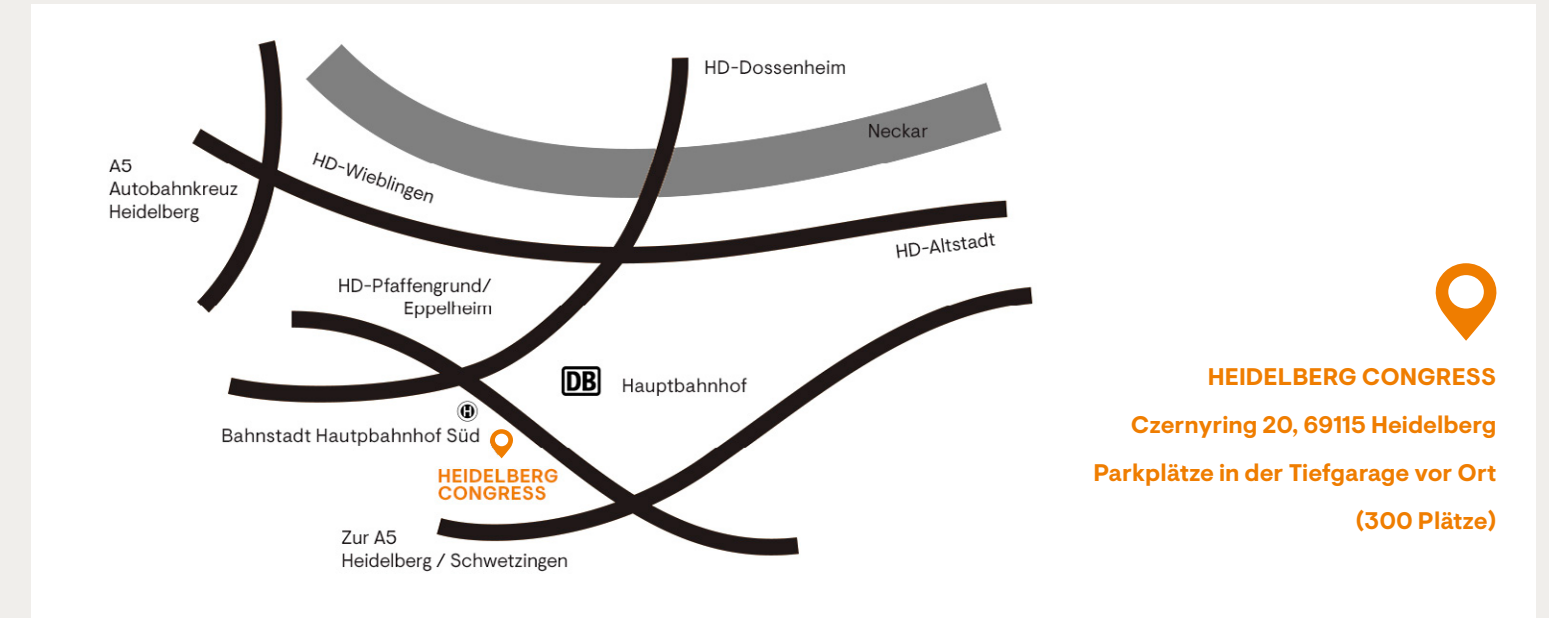 HD-Dossenheim
Neckar
A5
Autobahnkreuz
Heidelberg
HD-Wieblingen
HD-Altstadt
HD-Pfaffengrund/
Eppelheim
DB
Hauptbahnhof
H
Bahnstadt Hautpbahnhof Süd
HEIDELBERG
CONGRESS
Zur A5
Heidelberg / Schwetzingen
HEIDELBERG CONGRESS
Czernyring 20, 69115 Heidelberg
Parkplätze in der Tiefgarage vor Ort
(300 Plätze)